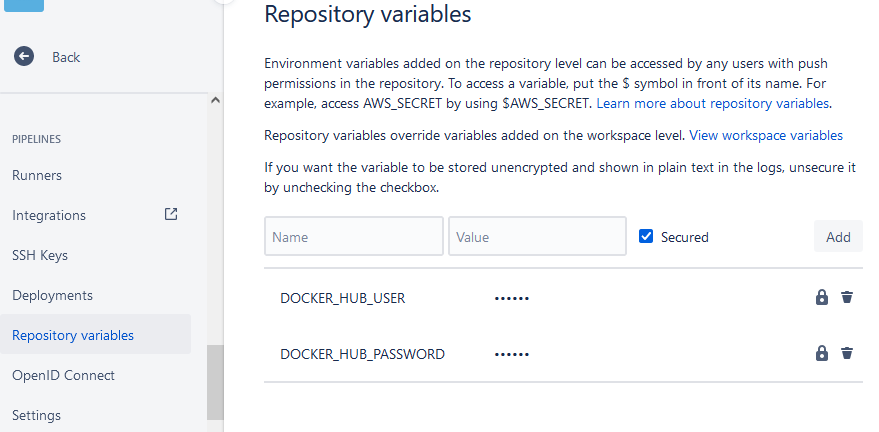 Repository variables
Back
Environment variables added on the repository level can be accessed by any users with push
permissions in the repository. To access a variable, put the $ symbol in front of its name. For
example, access AWS_SECRET by using $AWS_SECRET. Learn more about repository variables.
Repository variables override variables added on the workspace level. View workspace variables
If you want the variable to be stored unencrypted and shown in plain text in the logs, unsecure it
by unchecking the checkbox.
PIPELINES
Runners
Integrations
SSH Keys
Deployments
Repository variables
OpenID Connect
Settings
Name Value Secured Add
DOCKER_HUB_USER ••••••
DOCKER_HUB_PASSWORD ••••••